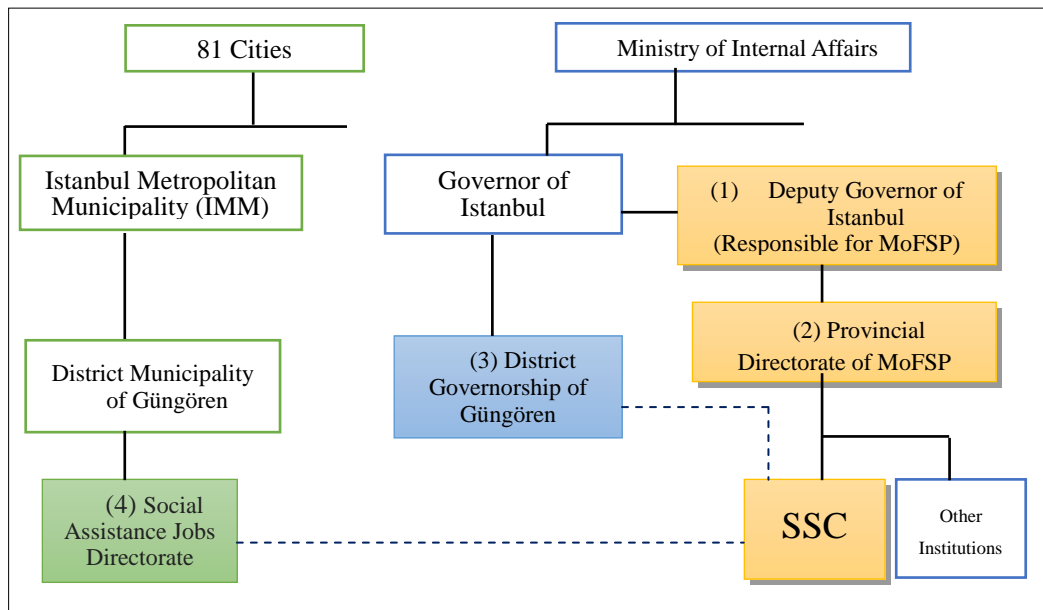 81 Cities
Ministry of Internal Affairs
Istanbul Metropolitan
Municipality (IMM)
Governor of
Istanbul
(1) Deputy Governor of
Istanbul
(Responsible for MoFSP)
(2) Provincial
Directorate of MoFSP
(3) District
Governorship of
Güngören
District Municipality
of Güngören
(4) Social
Assistance Jobs
Directorate
SSC
Other
Institutions